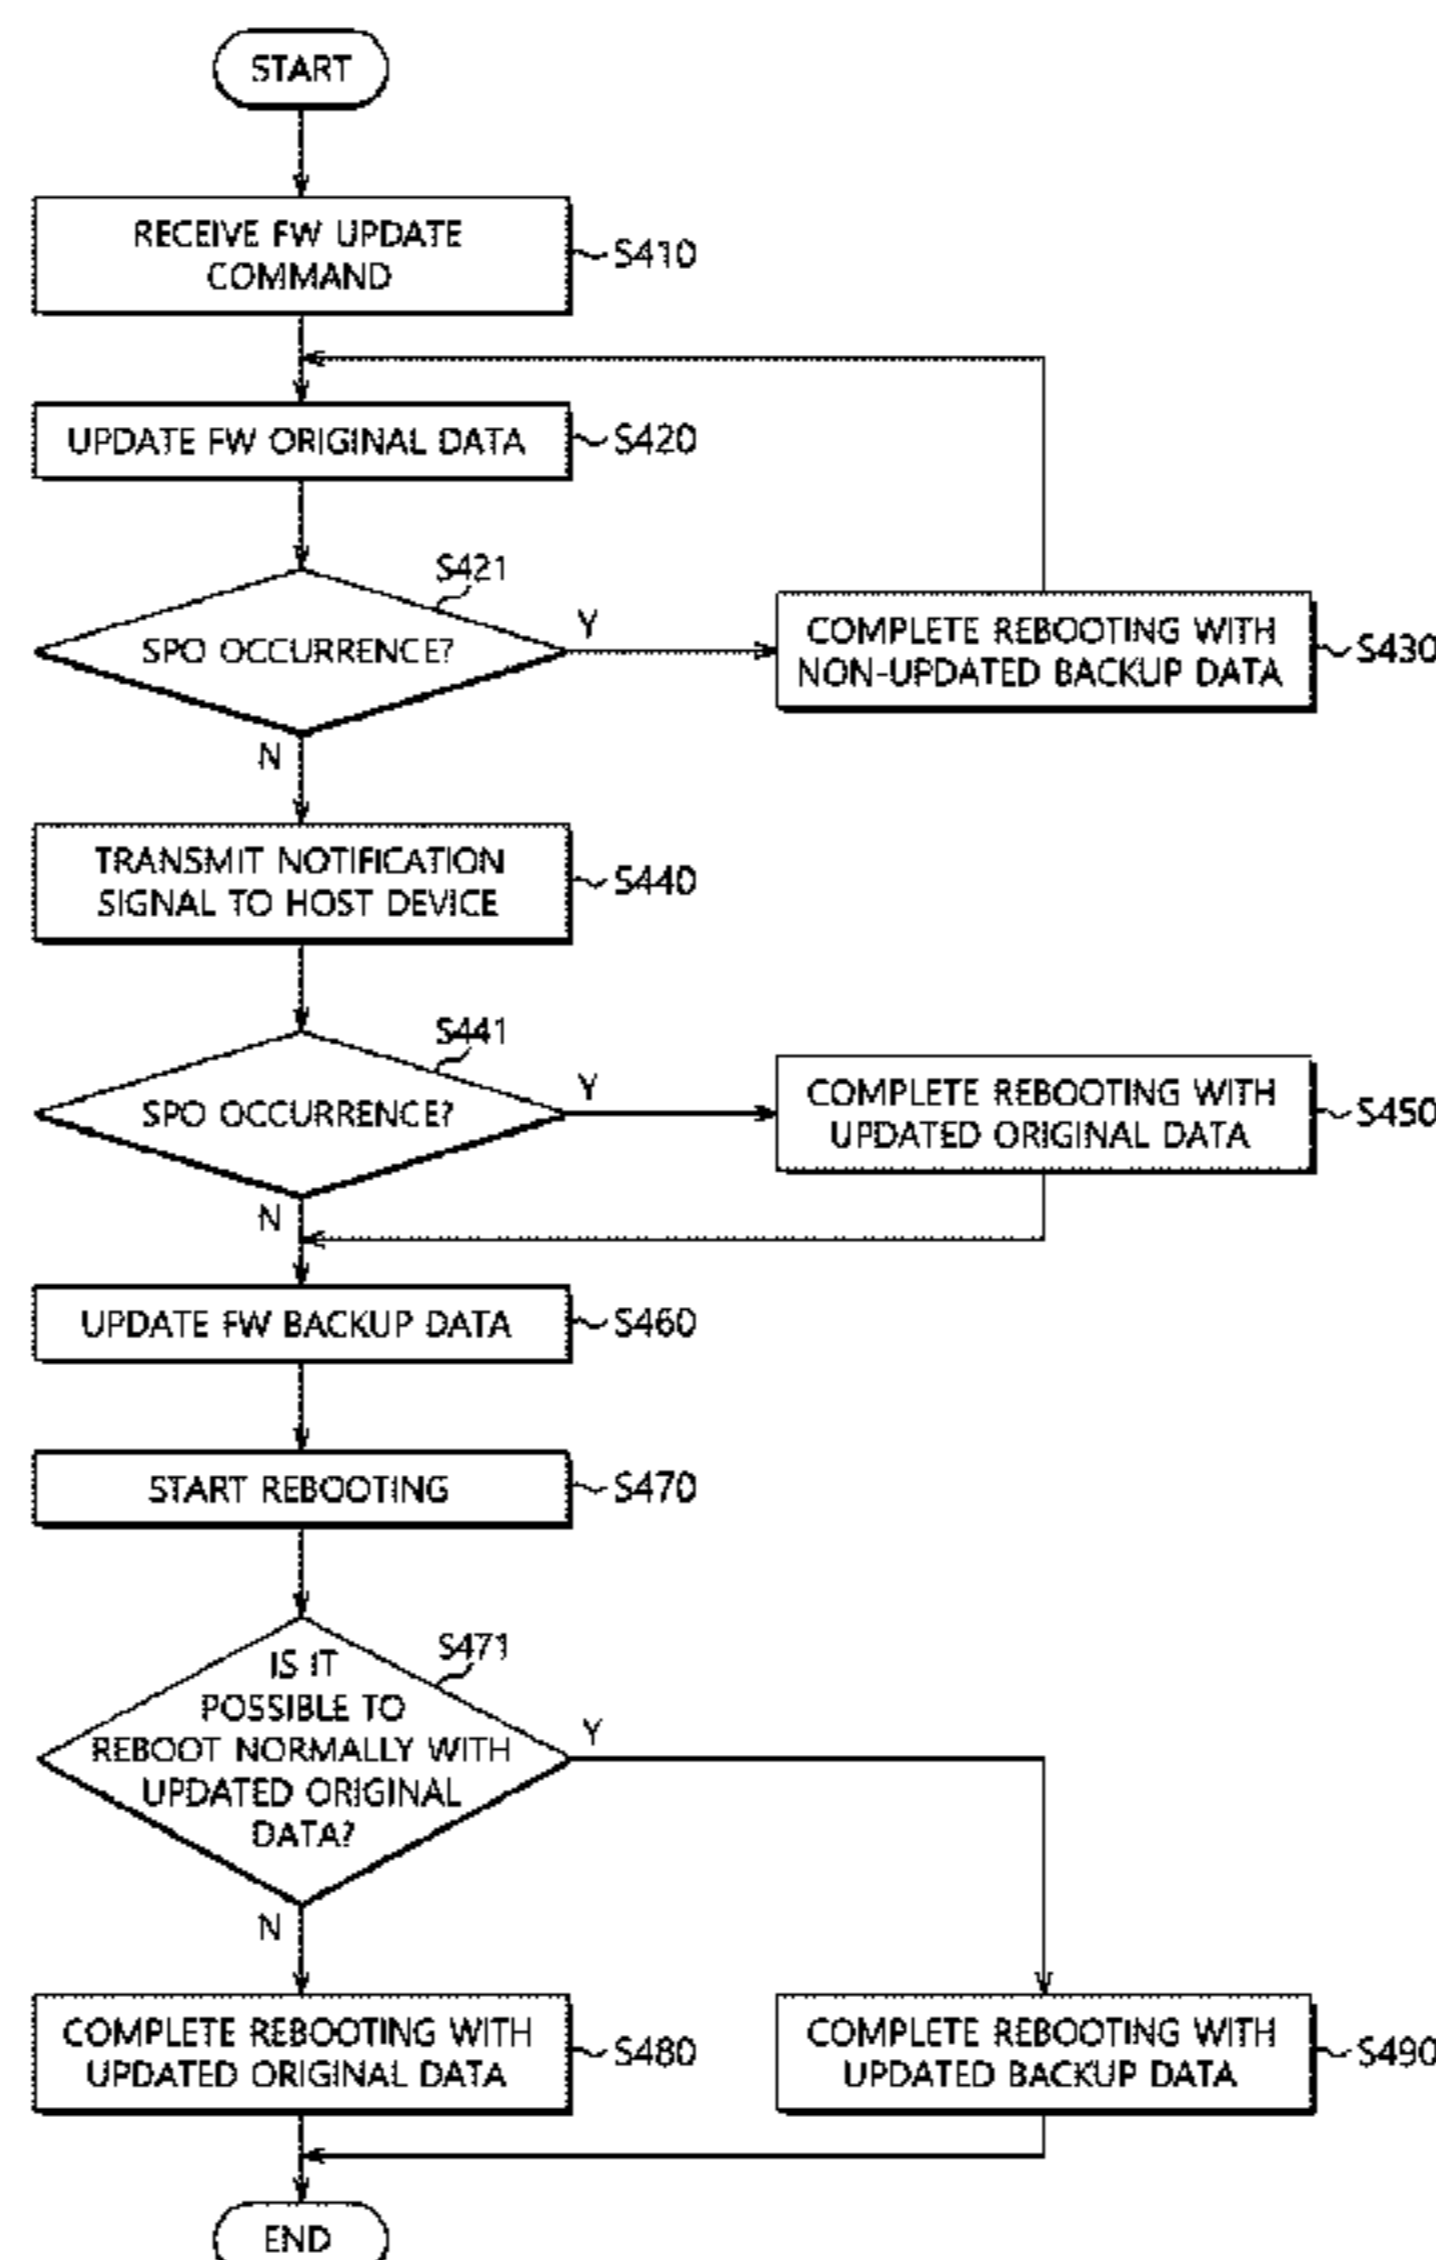 START
RECEIVE FW UPDATE
COMMAND
S410
UPDATE FW ORIGINAL DATA
S420
S421
SPO OCCURRENCE?
Y
COMPLETE REBOOTING WITH
NON-UPDATED BACKUP DATA
S430
N
TRANSMIT NOTIFICATION
SIGNAL TO HOST DEVICE
S440
S441
SPO OCCURRENCE?
Y
COMPLETE REBOOTING WITH
UPDATED ORIGINAL DATA
S450
N
UPDATE FW BACKUP DATA
S460
START REBOOTING
S470
S471
IS IT
POSSIBLE TO
REBOOT NORMALLY WITH
UPDATED ORIGINAL
DATA?
Y
N
COMPLETE REBOOTING WITH
UPDATED ORIGINAL DATA
S480
COMPLETE REBOOTING WITH
UPDATED BACKUP DATA
S490
END